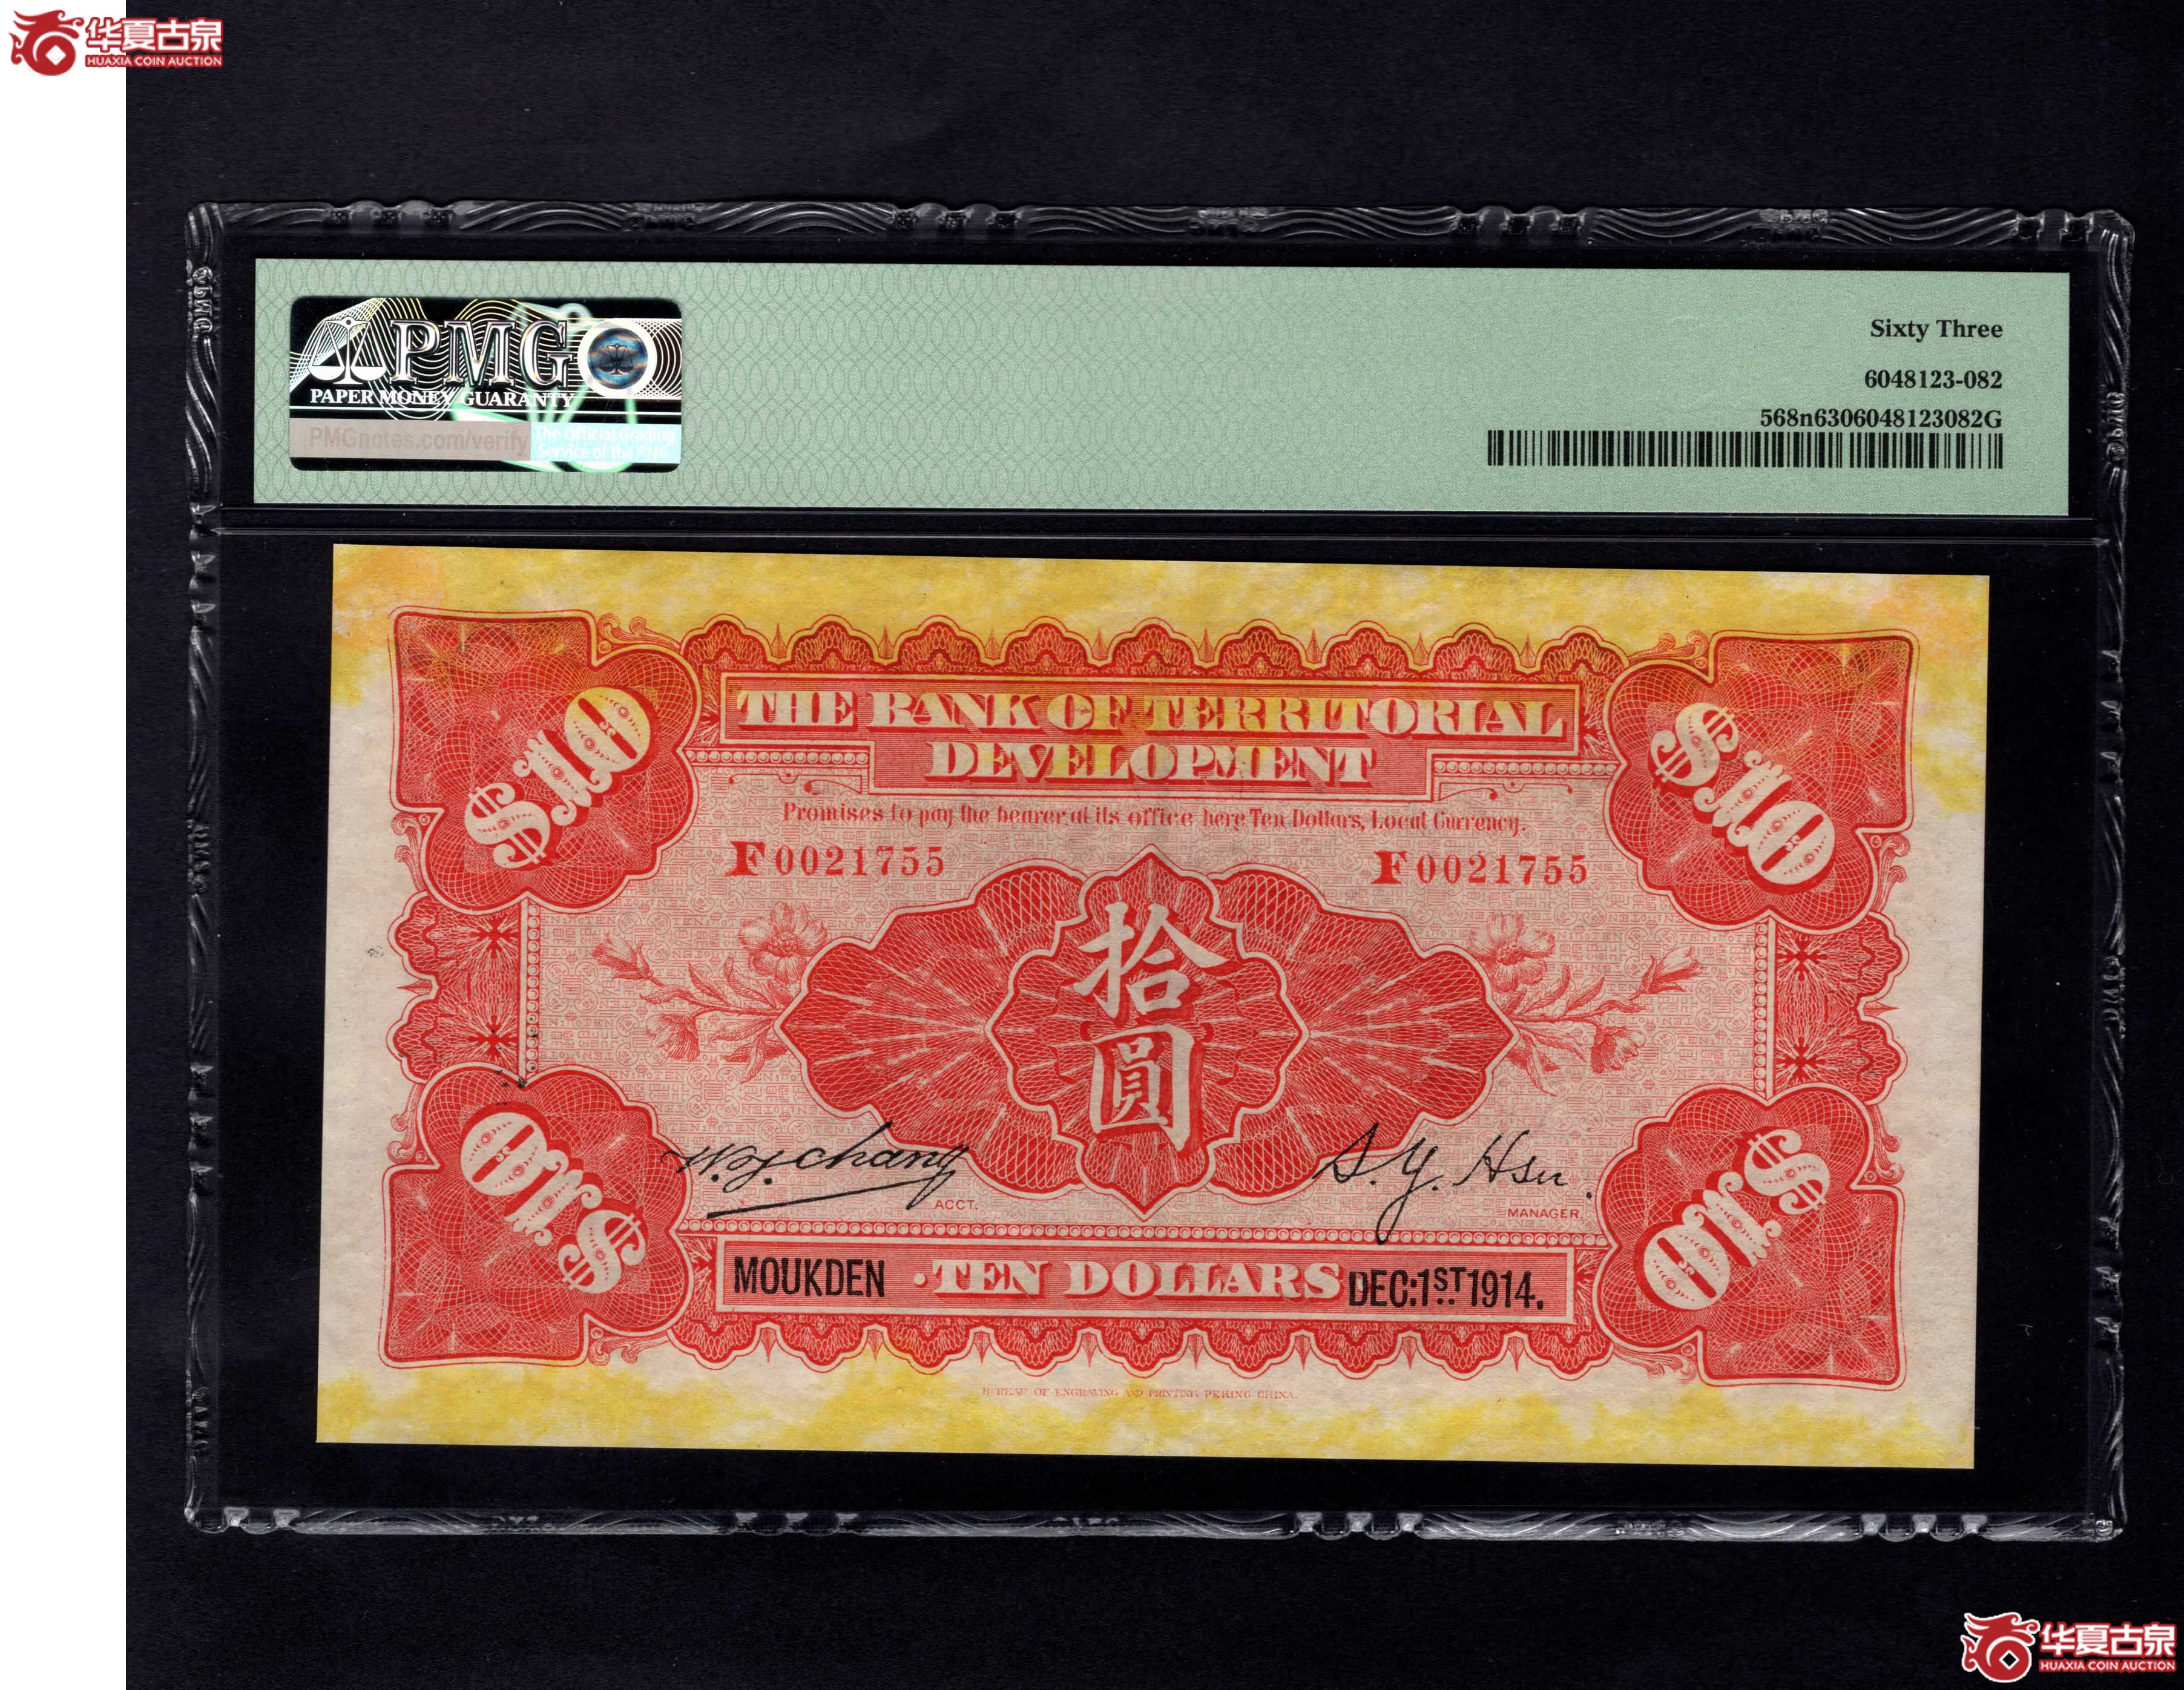 华夏古泉
HUAXIA COIN AUCTION
PMG
PAPER MONEY GUARANTY
PMGnotes.com/verify
The Official Grading
Service of the PNG
Sixty Three
6048123-082
568n6306048123082G
THE BANK OF TERRITORIAL
DEVELOPMENT
Promises to pay the bearer at its office here Ten Dollars, Local Currency.
$10
$10
F0021755
F0021755
拾
圓
W.Y. Chang
S. Y. Hsu.
ACCT.
MANAGER
$10
$10
MOUKDEN
TEN DOLLARS
DEC:1ST 1914.
BUREAU OF ENGRAVING AND PRINTING, PEKING CHINA.
华夏古泉
HUAXIA COIN AUCTION